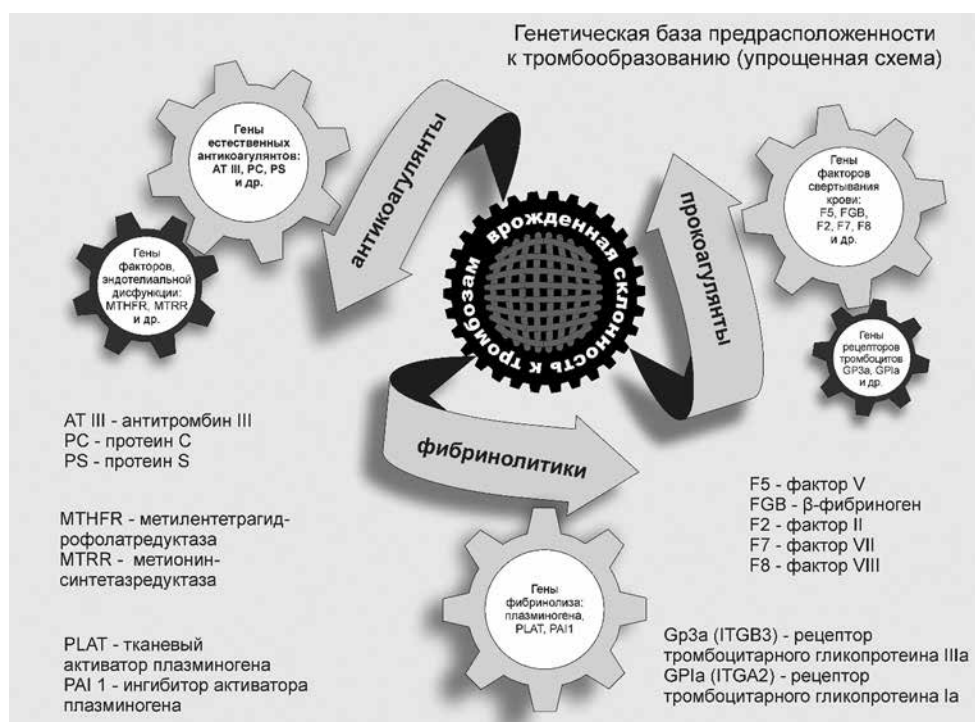 Генетическая база предрасположенности
к тромбообразованию (упрощенная схема)
Гены
естественных
антикоагулянтов:
AT III, PC, PS
и др.
Гены
факторов,
эндотелиальной
дисфункции:
MTHFR, MTRR
и др.
антикоагулянты
врожденная склонность к тромбозам
прокоагулянты
Гены
факторов
свертывания
крови:
F5, FGB,
F2, F7, F8
и др.
Гены
рецепторов
тромбоцитов
GP3a, GPIa
и др.
фибринолитики
Гены
фибринолиза:
плазминогена,
PLAT, PAI1
AT III - антитромбин III
PC - протеин С
PS - протеин S
MTHFR - метилентетрагид-
рофолатредуктаза
MTRR - метионин-
синтетазредуктаза
PLAT - тканевый
активатор плазминогена
PAI 1 - ингибитор активатора
плазминогена
F5 - фактор V
FGB - β-фибриноген
F2 - фактор II
F7 - фактор VII
F8 - фактор VIII
Gp3a (ITGB3) - рецептор
тромбоцитарного гликопротеина IIIa
GPIa (ITGA2) - рецептор
тромбоцитарного гликопротеина Ia